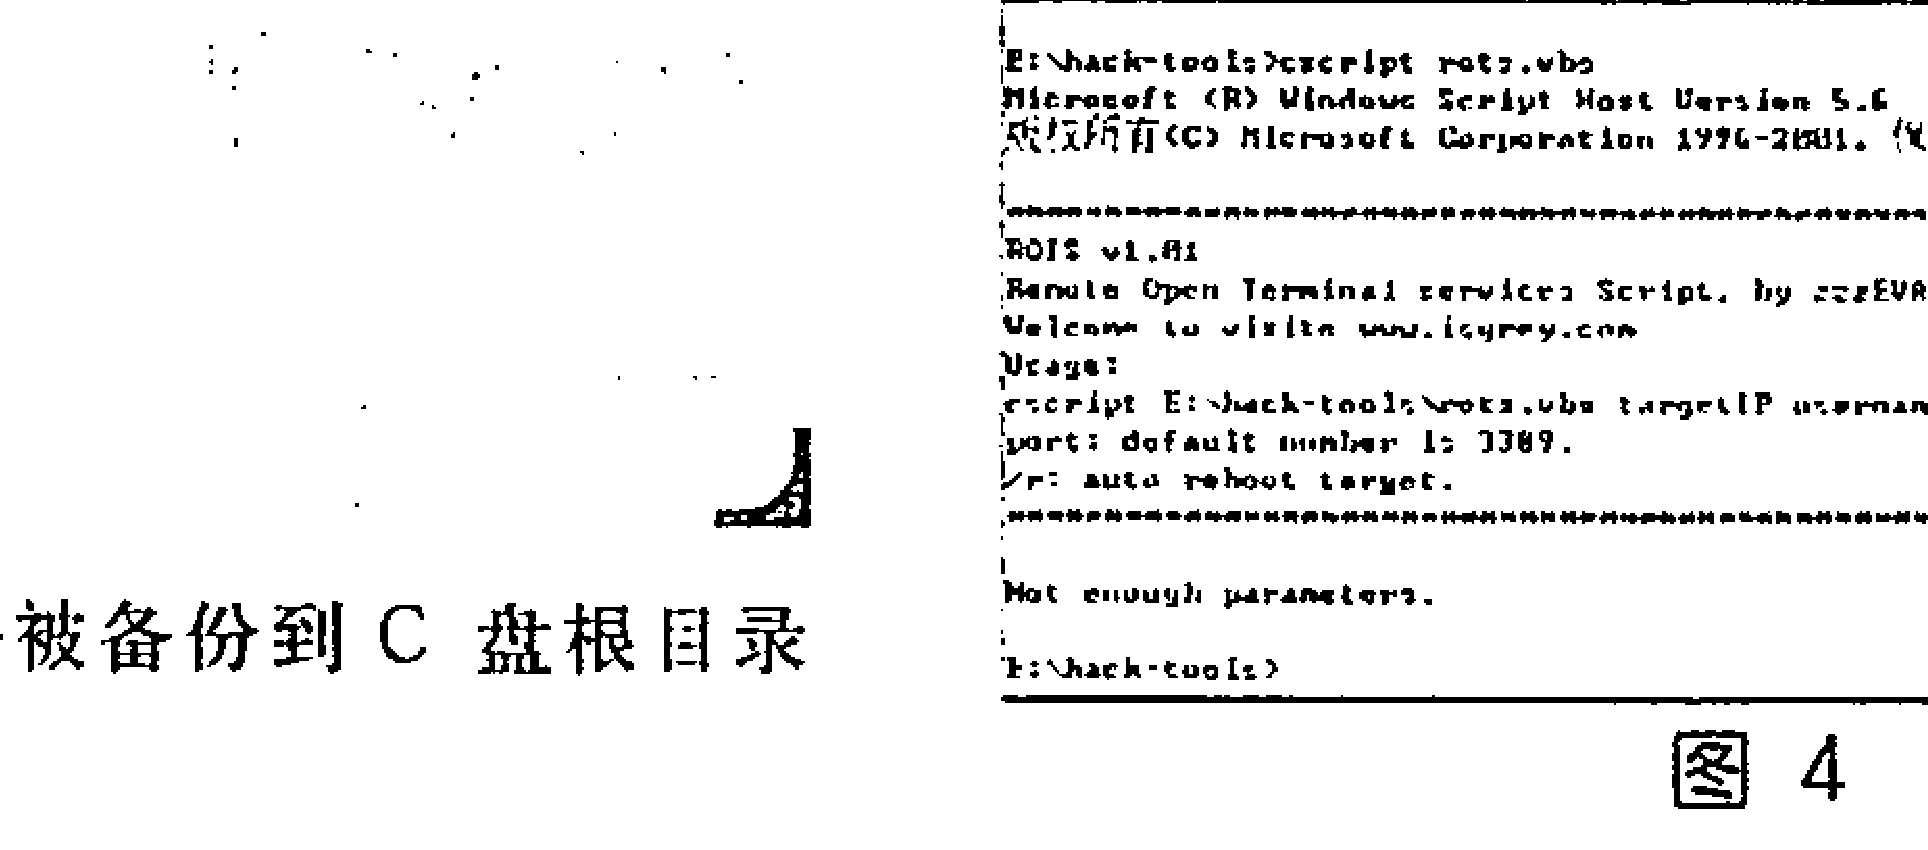 被备份到 C 盘根目录
E:\hack-tools>cscript rots.vbs
Microsoft (R) Windows Script Host Version 5.6
版权所有(C) Microsoft Corporation 1996-2001.
ROTS v1.01
Remote Open Terminal services Script, by
Welcome to visite www.isgrey.com
Usage:
cscript E:\hack-tools\rots.vbs targetIP
port: default number is 3389.
/r: auto reboot target.
Not enough parameters.
E:\hack-tools>
图 4